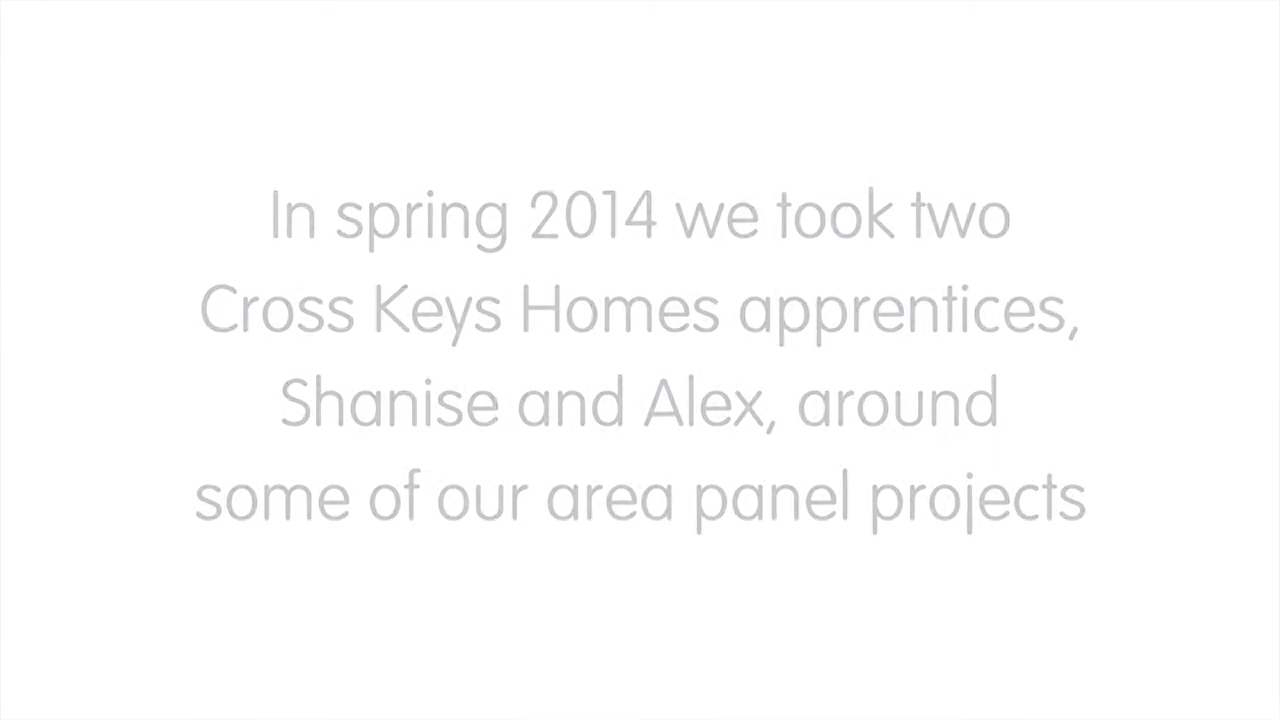 In spring 2014 we took two
Cross Keys Homes apprentices,
Shanise and Alex, around
some of our area panel projects